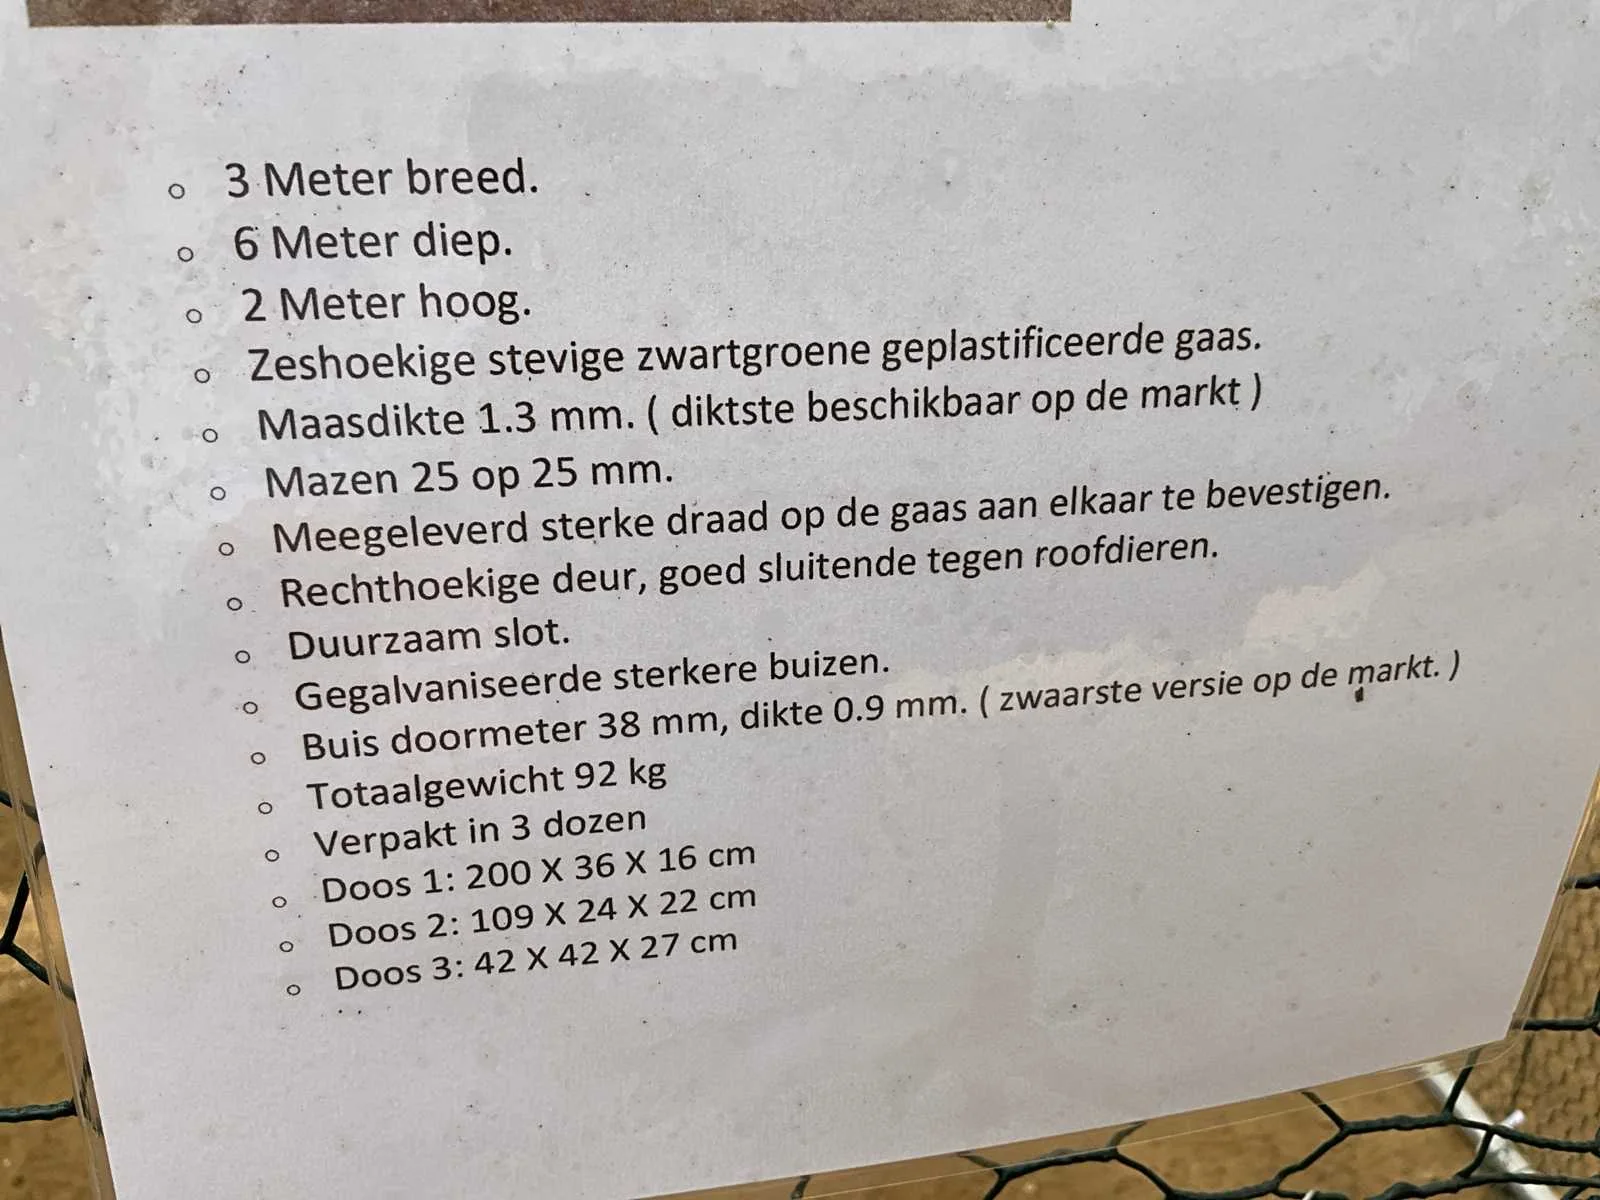 ○ 3 Meter breed.
○ 6 Meter diep.
○ 2 Meter hoog.
○ Zeshoekige stevige zwartgroene geplastificeerde gaas.
○ Maasdikte 1.3 mm. ( diktste beschikbaar op de markt )
○ Mazen 25 op 25 mm.
○ Meegeleverd sterke draad op de gaas aan elkaar te bevestigen.
○ Rechthoekige deur, goed sluitende tegen roofdieren.
○ Duurzaam slot.
○ Gegalvaniseerde sterkere buizen.
○ Buis doormeter 38 mm, dikte 0.9 mm. ( zwaarste versie op de markt. )
○ Totaalgewicht 92 kg
○ Verpakt in 3 dozen
○ Doos 1: 200 X 36 X 16 cm
○ Doos 2: 109 X 24 X 22 cm
○ Doos 3: 42 X 42 X 27 cm